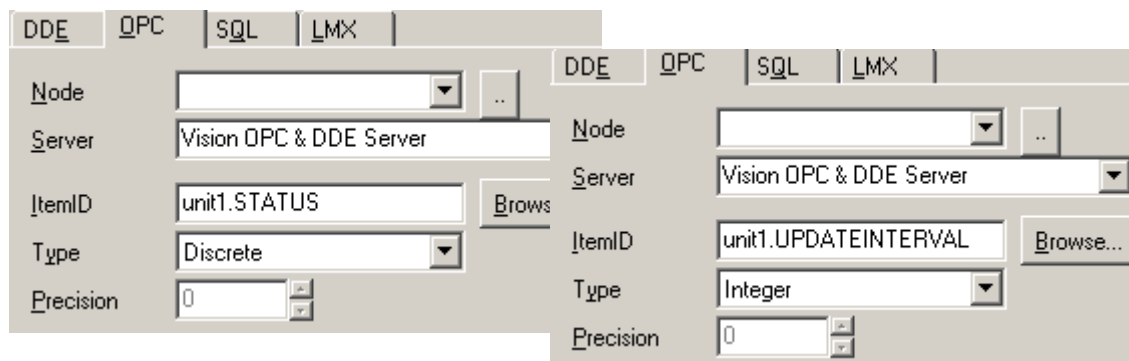 DDE OPC SQL LMX
Node ..
Server Vision OPC & DDE Server
ItemID unit1.STATUS Brows
Type Discrete
Precision 0
DDE OPC SQL LMX
Node ..
Server Vision OPC & DDE Server
ItemID unit1.UPDATEINTERVAL Browse...
Type Integer
Precision 0